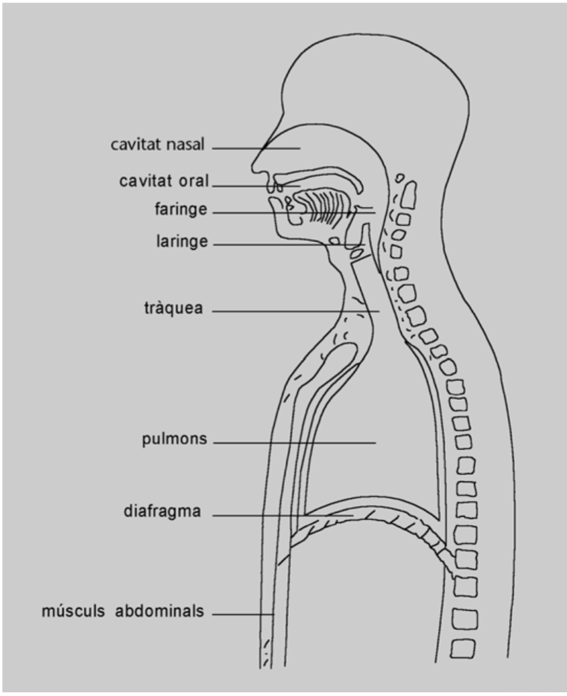 cavitat nasal
cavitat oral
faringe
laringe
tràquea
pulmons
diafragma
músculs abdominals